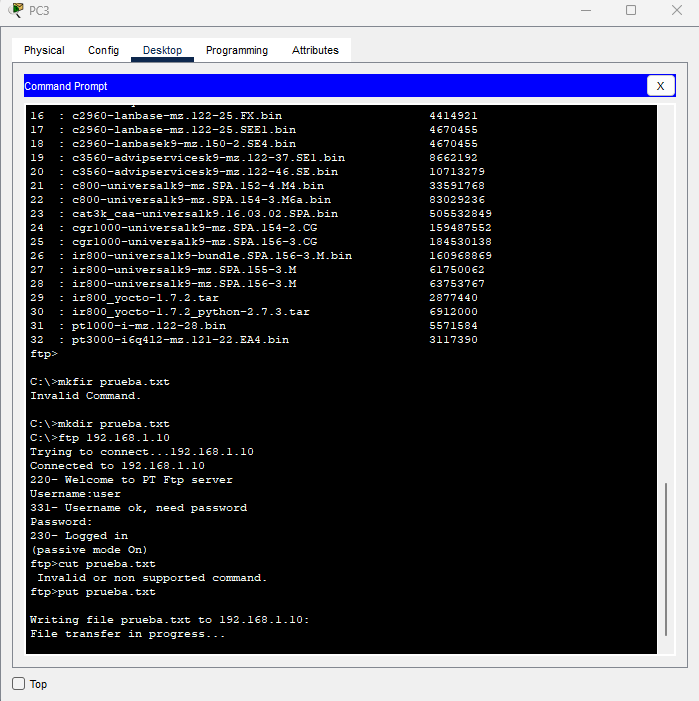 PC3
Physical Config Desktop Programming Attributes
Command Prompt X
16 : c2960-lanbase-mz.122-25.FX.bin 4414921
17 : c2960-lanbase-mz.122-25.SEE1.bin 4670455
18 : c2960-lanbasek9-mz.150-2.SE4.bin 4670455
19 : c3560-advipservicesk9-mz.122-37.SE1.bin 8662192
20 : c3560-advipservicesk9-mz.122-46.SE.bin 10713279
21 : c800-universalk9-mz.SPA.152-4.M4.bin 33591768
22 : c800-universalk9-mz.SPA.154-3.M6a.bin 83029236
23 : cat3k_caa-universalk9.16.03.02.SPA.bin 505532849
24 : cgr1000-universalk9-mz.SPA.154-2.CG 159487552
25 : cgr1000-universalk9-mz.SPA.156-3.CG 184530138
26 : ir800-universalk9-bundle.SPA.156-3.M.bin 160968869
27 : ir800-universalk9-mz.SPA.155-3.M 61750062
28 : ir800-universalk9-mz.SPA.156-3.M 63753767
29 : ir800_yocto-1.7.2.tar 2877440
30 : ir800_yocto-1.7.2_python-2.7.3.tar 6912000
31 : pt1000-i-mz.122-28.bin 5571584
32 : pt3000-i6q4l2-mz.121-22.EA4.bin 3117390
ftp>
C:\>mkfir prueba.txt
Invalid Command.
C:\>mkdir prueba.txt
C:\>ftp 192.168.1.10
Trying to connect...192.168.1.10
Connected to 192.168.1.10
220- Welcome to PT Ftp server
Username:user
331- Username ok, need password
Password:
230- Logged in
(passive mode On)
ftp>cut prueba.txt
Invalid or non supported command.
ftp>put prueba.txt
Writing file prueba.txt to 192.168.1.10:
File transfer in progress...
Top